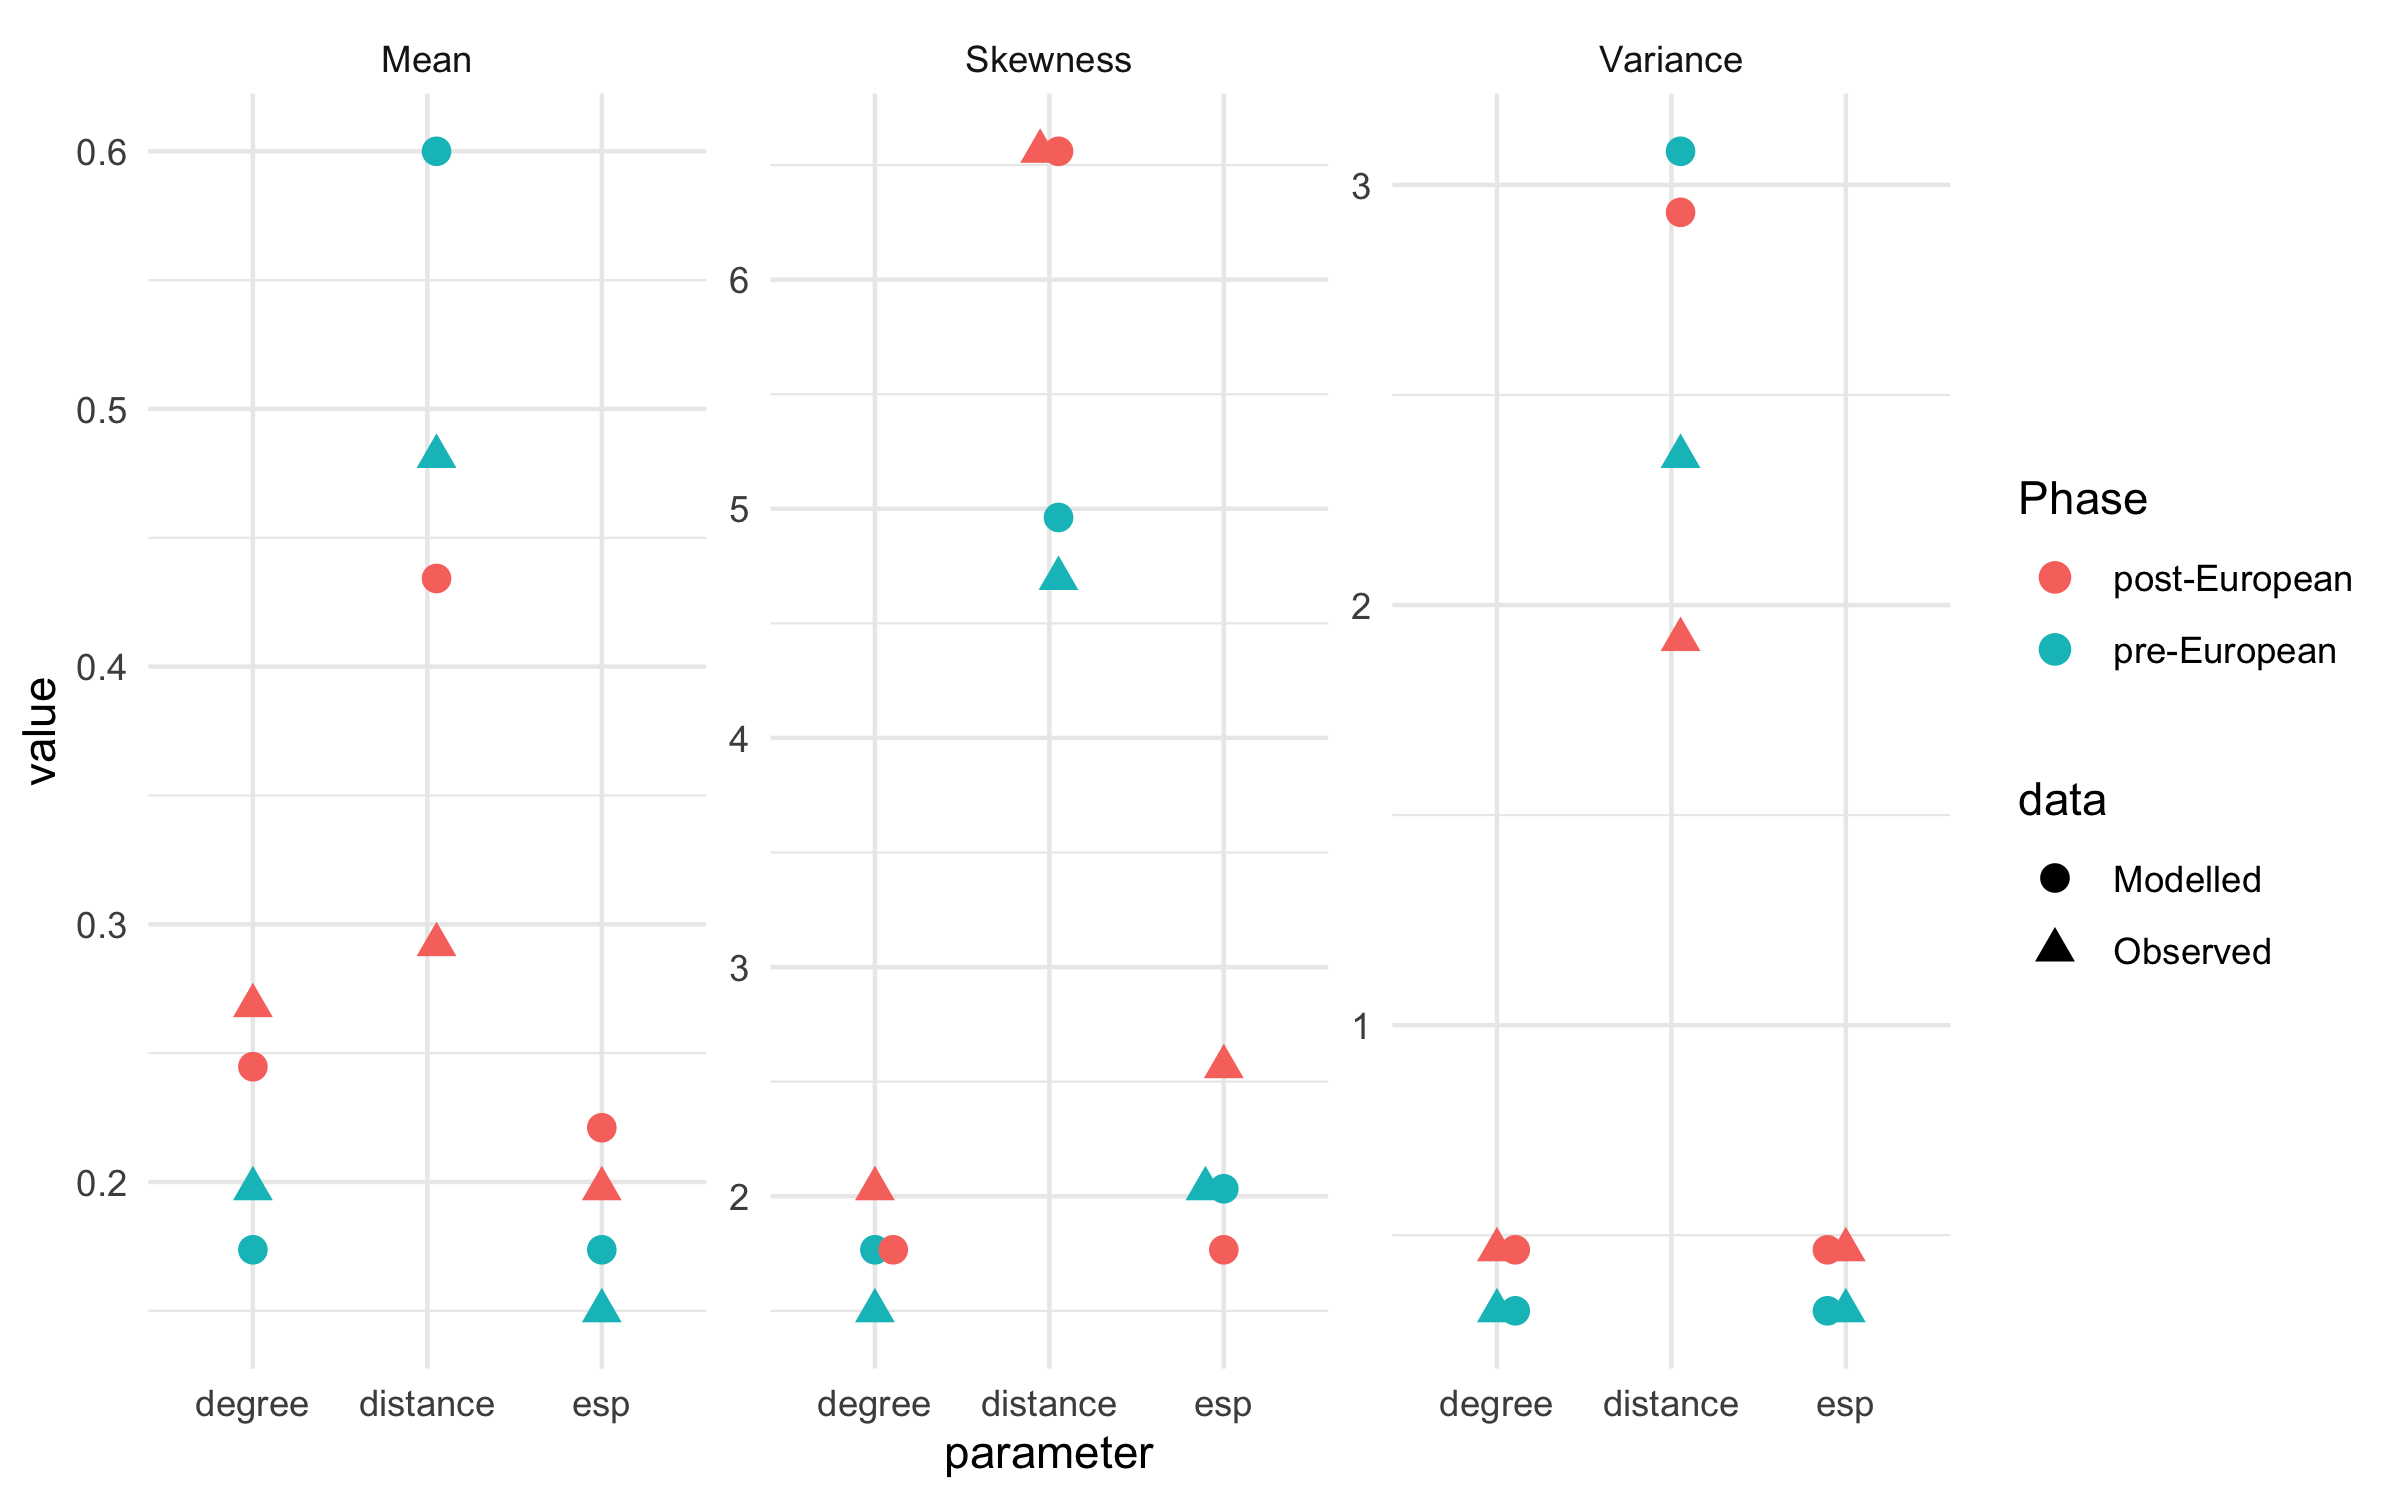 Mean
Skewness
Variance
0.6
0.5
0.4
0.3
0.2
6
5
4
3
2
3
2
1
value
degree
distance
esp
degree
distance
esp
degree
distance
esp
parameter
Phase
post-European
pre-European
data
Modelled
Observed